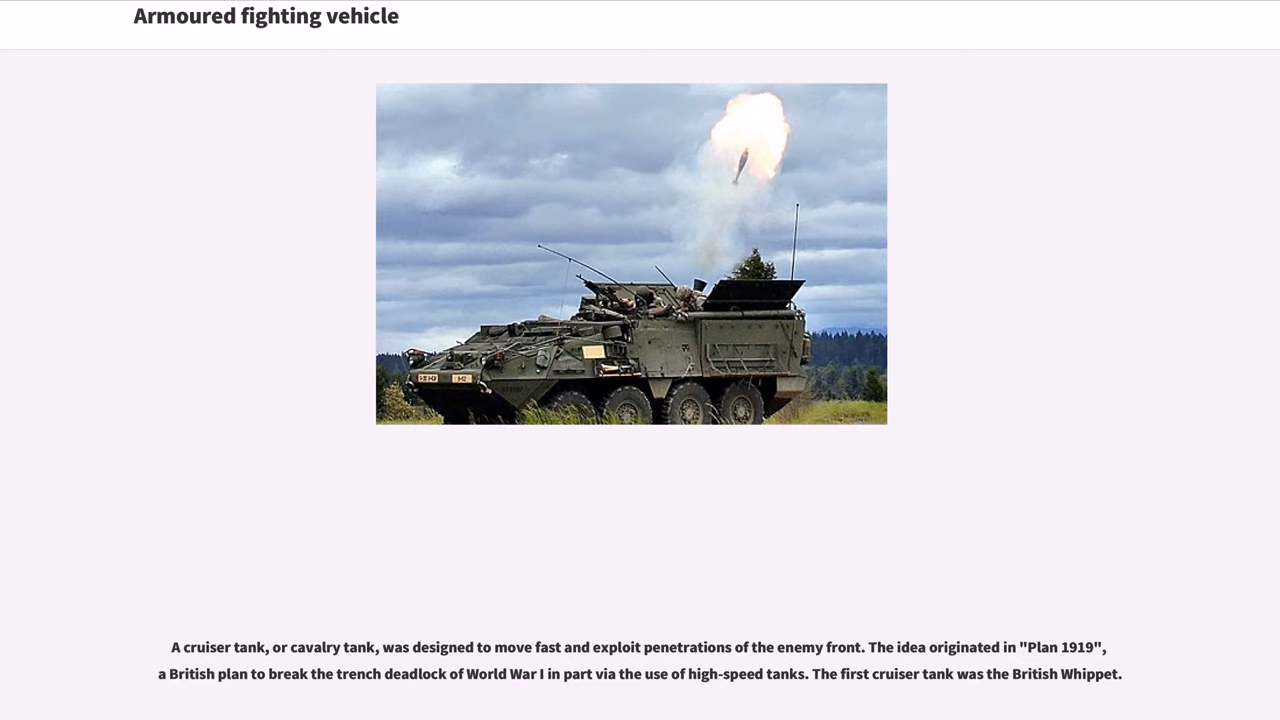 Armoured fighting vehicle
A cruiser tank, or cavalry tank, was designed to move fast and exploit penetrations of the enemy front. The idea originated in "Plan 1919",
a British plan to break the trench deadlock of World War I in part via the use of high-speed tanks. The first cruiser tank was the British Whippet.